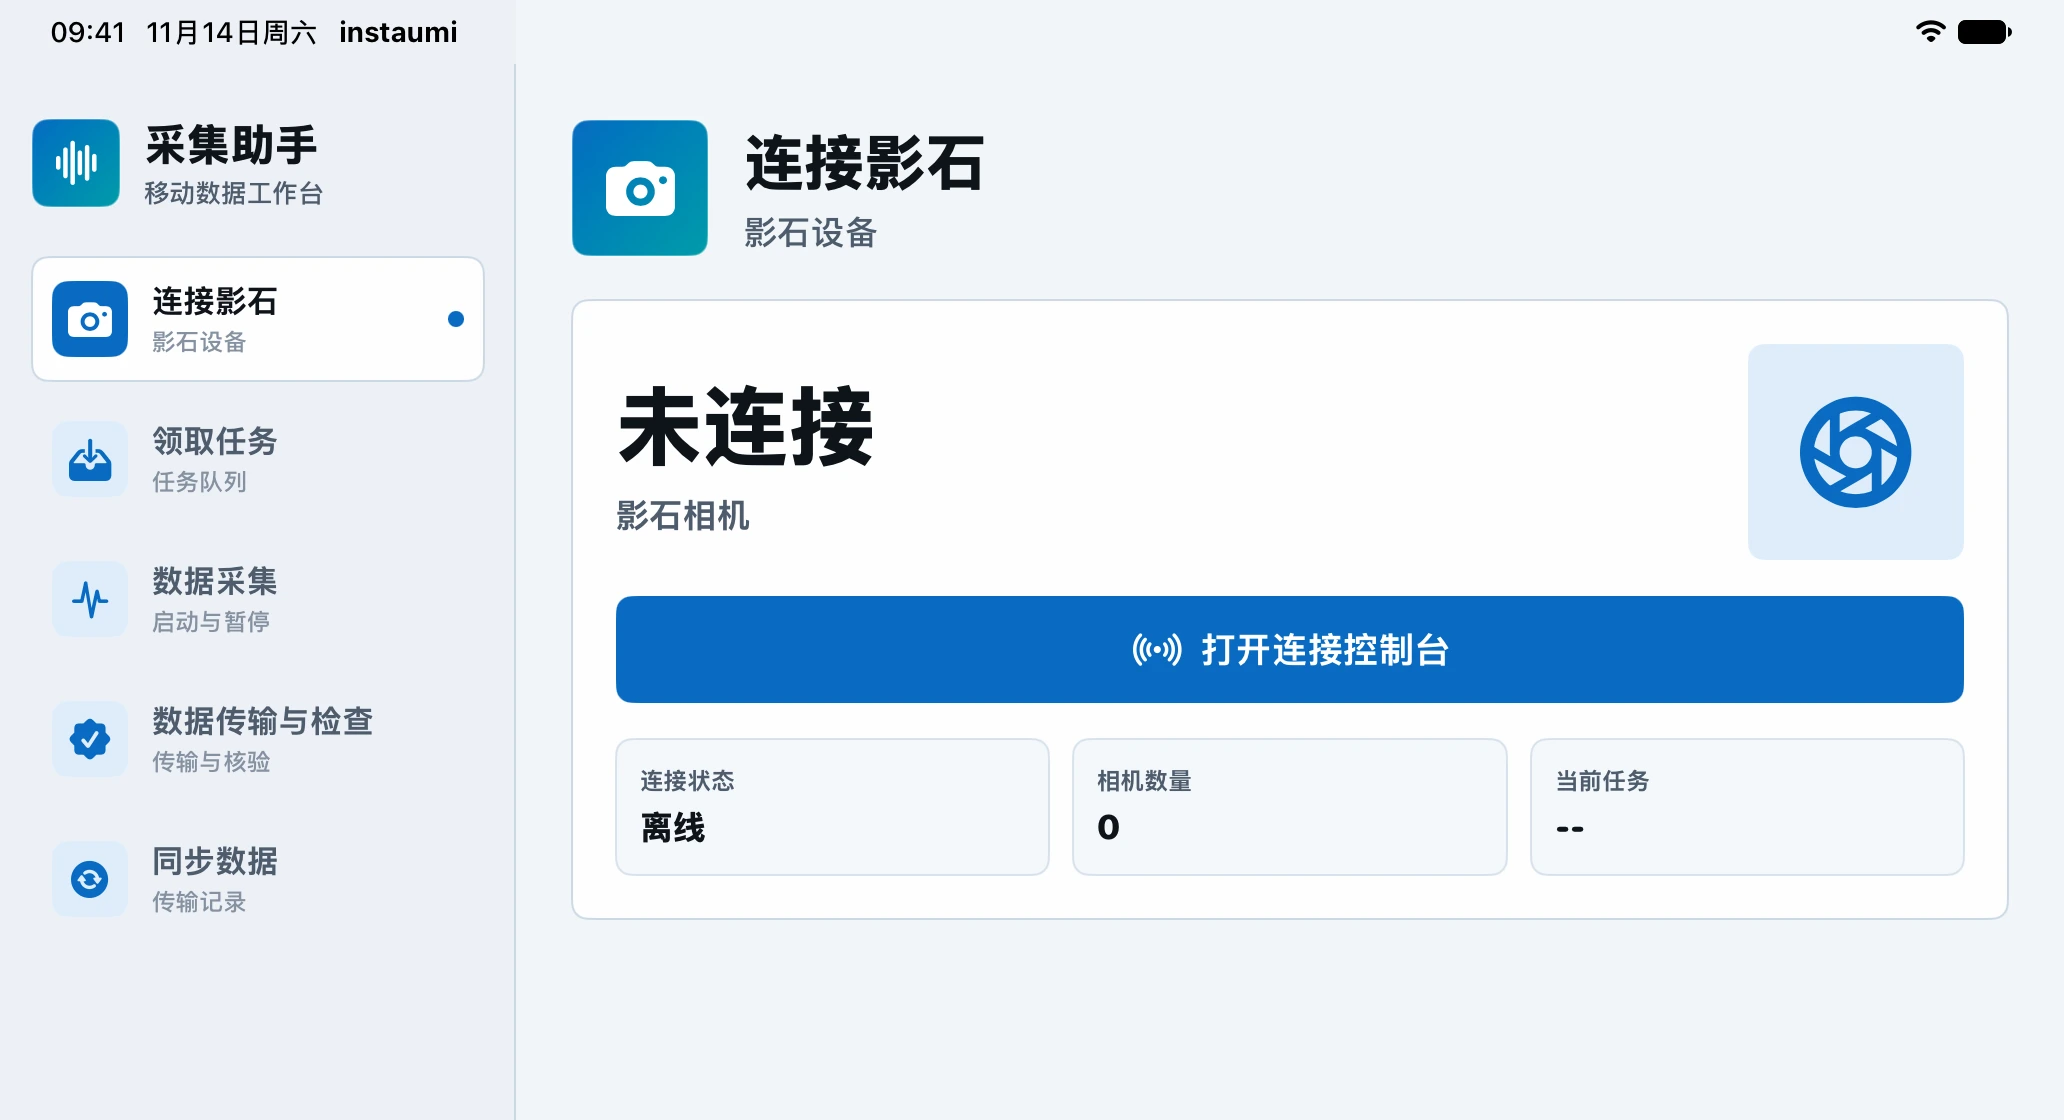 09:41 11月14日周六 instaumi
采集助手
移动数据工作台
连接影石
影石设备
领取任务
任务队列
数据采集
启动与暂停
数据传输与检查
传输与核验
同步数据
传输记录
连接影石
影石设备
未连接
影石相机
打开连接控制台
连接状态
离线
相机数量
0
当前任务
--